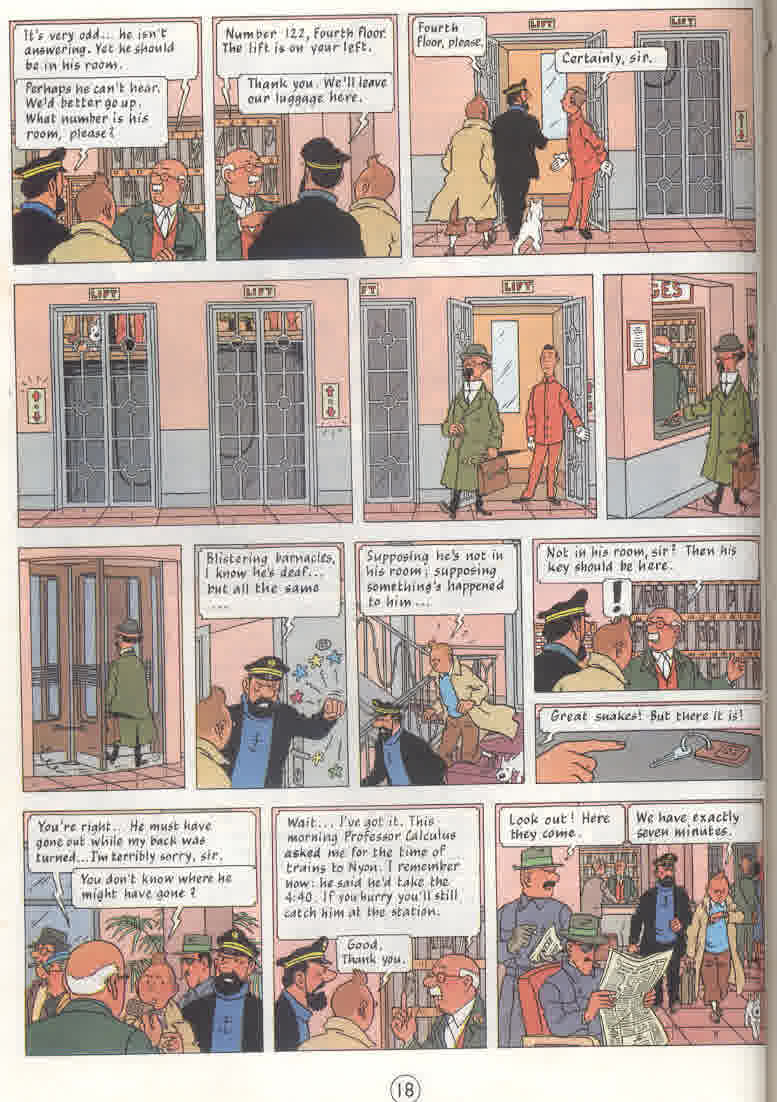 It's very odd... he isn't
answering. Yet he should
be in his room.
Perhaps he can't hear.
We'd better go up.
What number is his
room, please?
Number 122, Fourth floor.
The lift is on your left.
Thank you. We'll leave
our luggage here.
LIFT
LIFT
Fourth
Floor, please.
Certainly, sir.
LIFT
LIFT
FT
LIFT
GES
Blistering barnacles,
I know he's deaf...
but all the same
...
Supposing he's not in
his room; supposing
something's happened
to him...
Not in his room, sir? Then his
key should be here.
!
Great snakes! But there it is!
You're right... He must have
gone out while my back was
turned... I'm terribly sorry, sir.
You don't know where he
might have gone?
Wait... I've got it. This
morning Professor Calculus
asked me for the time of
trains to Nyon. I remember
now: he said he'd take the
4:40. If you hurry you'll still
catch him at the station.
Good.
Thank you.
Look out! Here
they come.
We have exactly
seven minutes.
18